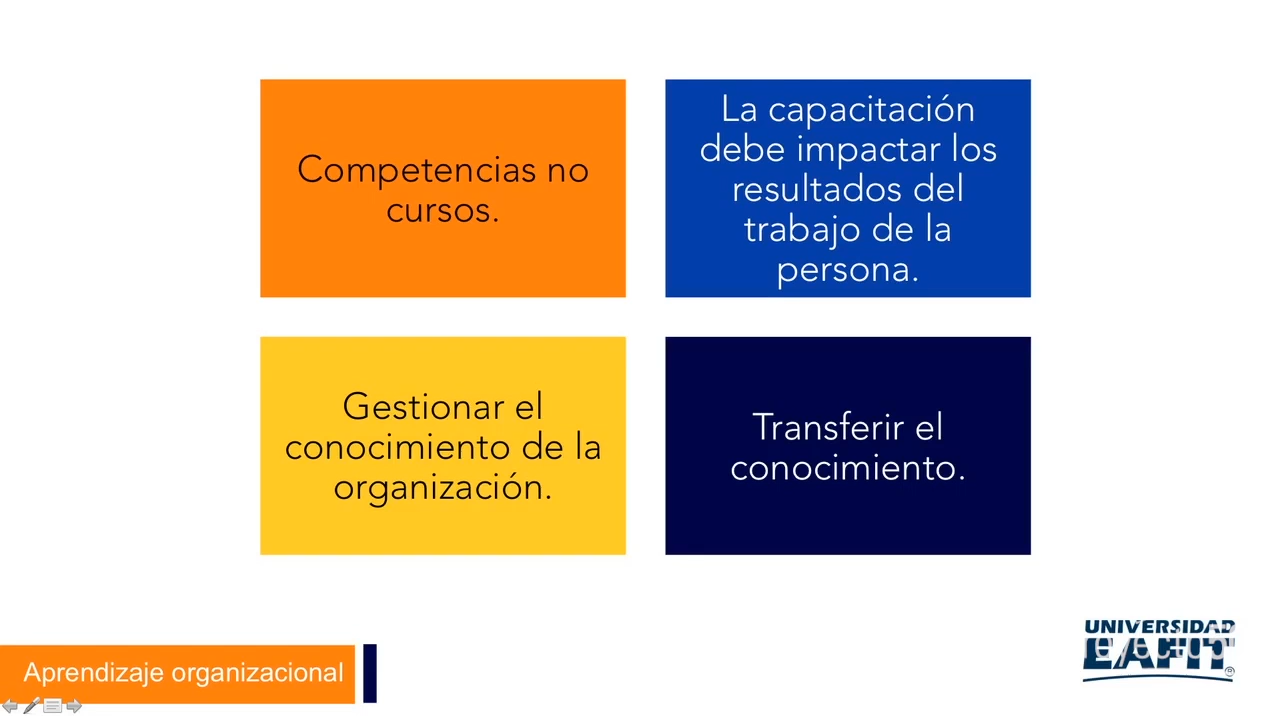 Competencias no
cursos.
La capacitación
debe impactar los
resultados del
trabajo de la
persona.
Gestionar el
conocimiento de la
organización.
Transferir el
conocimiento.
Aprendizaje organizacional
UNIVERSIDAD
EAFIT